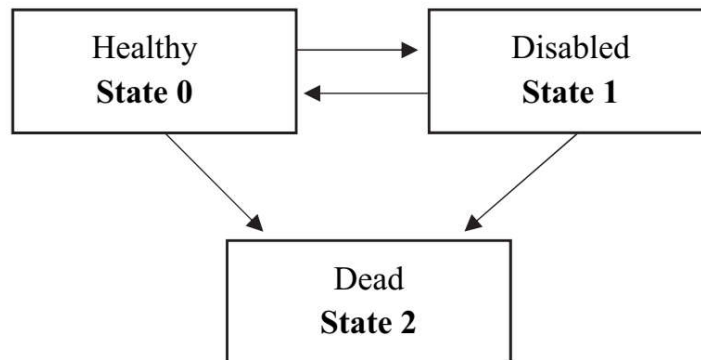 Healthy
State 0
Disabled
State 1
Dead
State 2